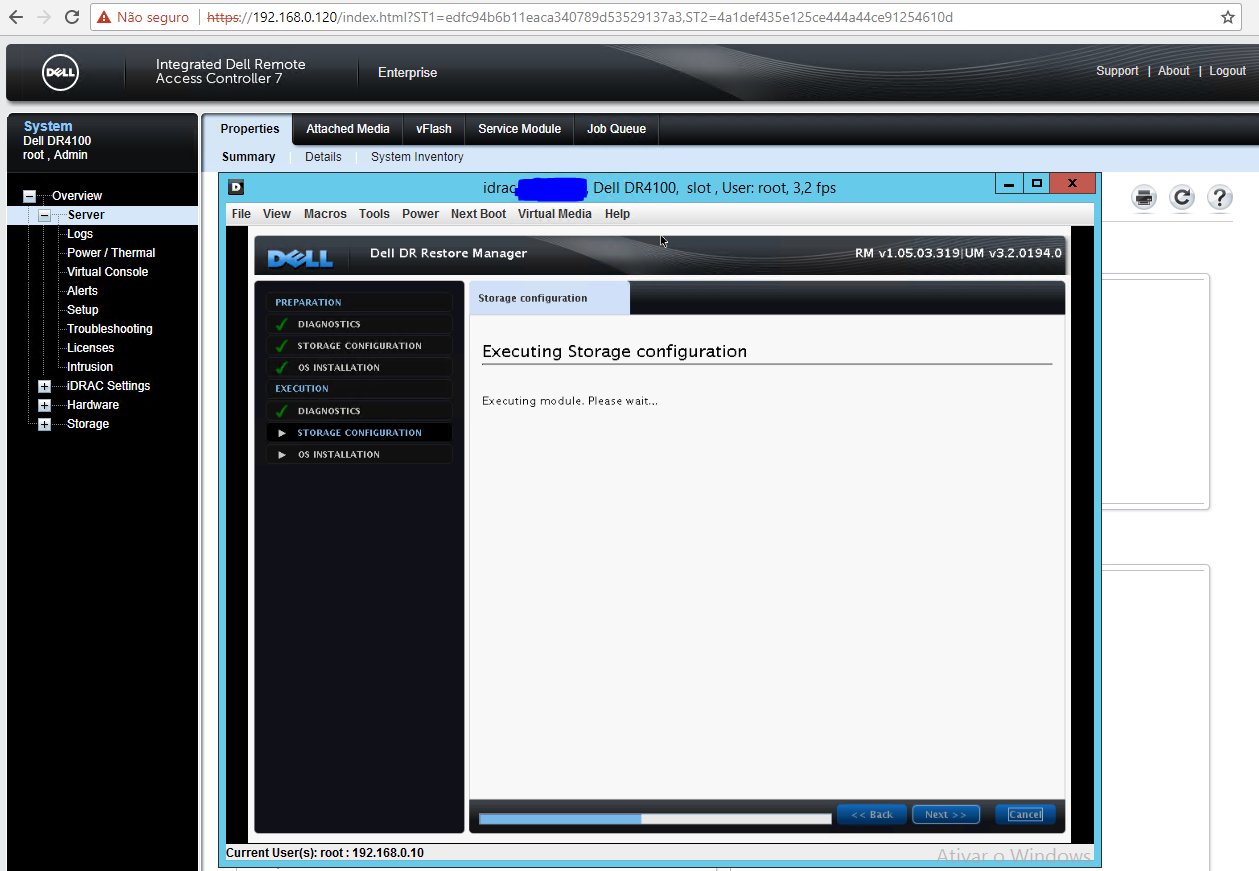 Não seguro | https://192.168.0.120/index.html?ST1=edfc94b6b11eaca340789d53529137a3,ST2=4a1def435e125ce444a44ce91254610d
DELL
Integrated Dell Remote
Access Controller 7
Enterprise
Support | About | Logout
System
Dell DR4100
root , Admin
Properties
Attached Media
vFlash
Service Module
Job Queue
Summary
Details
System Inventory
Overview
Server
Logs
Power / Thermal
Virtual Console
Alerts
Setup
Troubleshooting
Licenses
Intrusion
iDRAC Settings
Hardware
Storage
D
idrac , Dell DR4100, slot , User: root, 3,2 fps
File View Macros Tools Power Next Boot Virtual Media Help
DELL
Dell DR Restore Manager
RM v1.05.03.319|UM v3.2.0194.0
PREPARATION
DIAGNOSTICS
STORAGE CONFIGURATION
OS INSTALLATION
EXECUTION
DIAGNOSTICS
STORAGE CONFIGURATION
OS INSTALLATION
Storage configuration
Executing Storage configuration
Executing module. Please wait...
<< Back
Next >>
Cancel
Current User(s): root : 192.168.0.10
Ativar o Windows